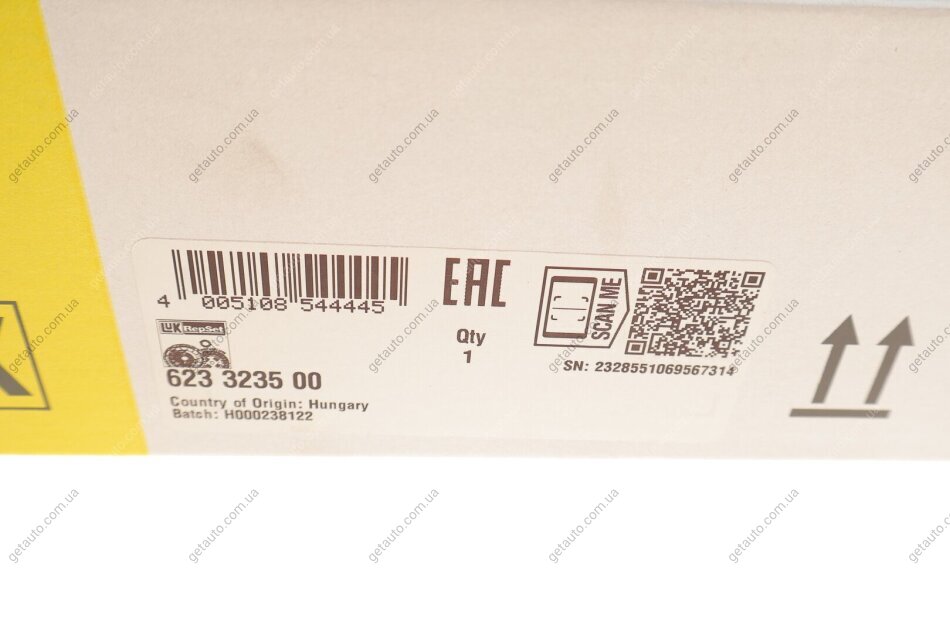 4 005108 544445
EAC
SCAN ME
Qty
1
SN: 2328551069567314
LuK RepSet
623 3235 00
Country of Origin: Hungary
Batch: H000238122
getauto.com.ua